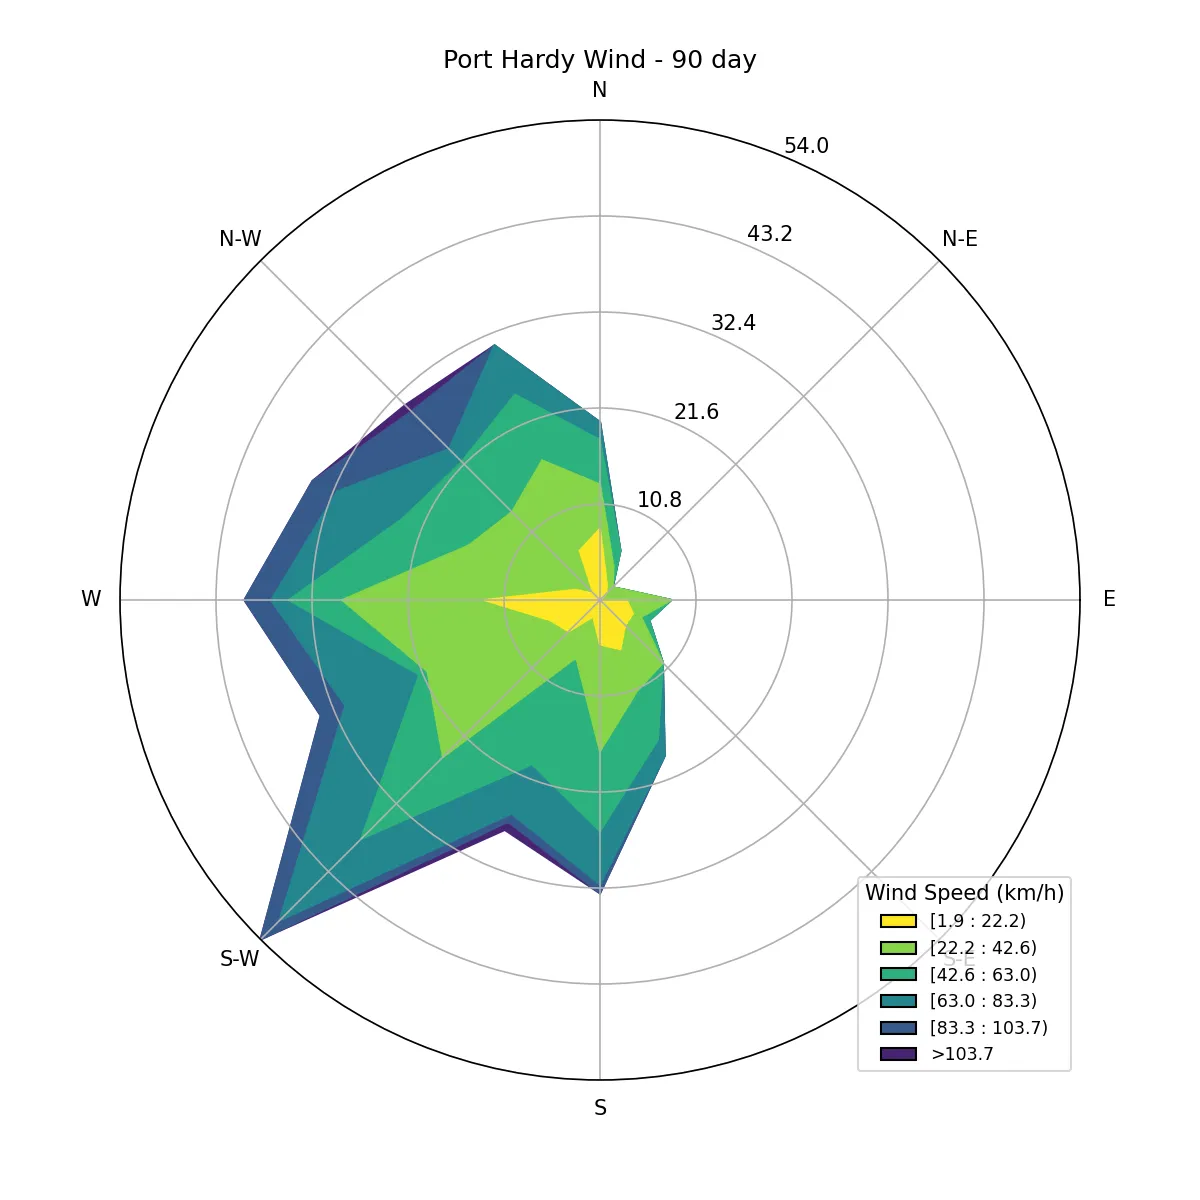 Port Hardy Wind - 90 day
N
54.0
43.2
N-W
N-E
32.4
21.6
10.8
W
E
Wind Speed (km/h)
[1.9 : 22.2)
[22.2 : 42.6)
S-W
S-E
[42.6 : 63.0)
[63.0 : 83.3)
[83.3 : 103.7)
>103.7
S